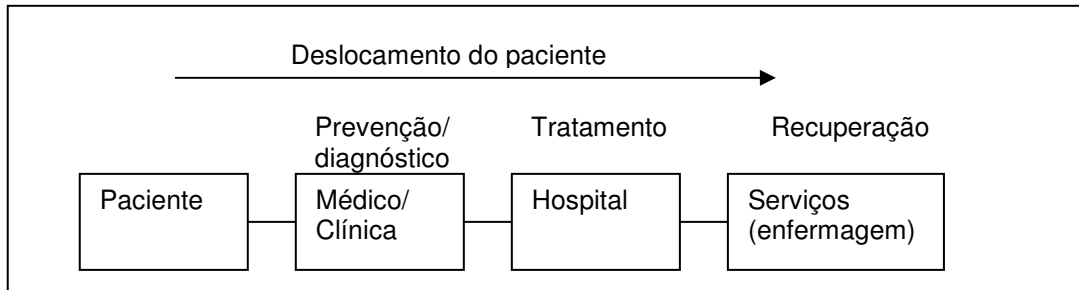 Deslocamento do paciente
Prevenção/
diagnóstico
Tratamento
Recuperação
Paciente
Médico/
Clínica
Hospital
Serviços
(enfermagem)